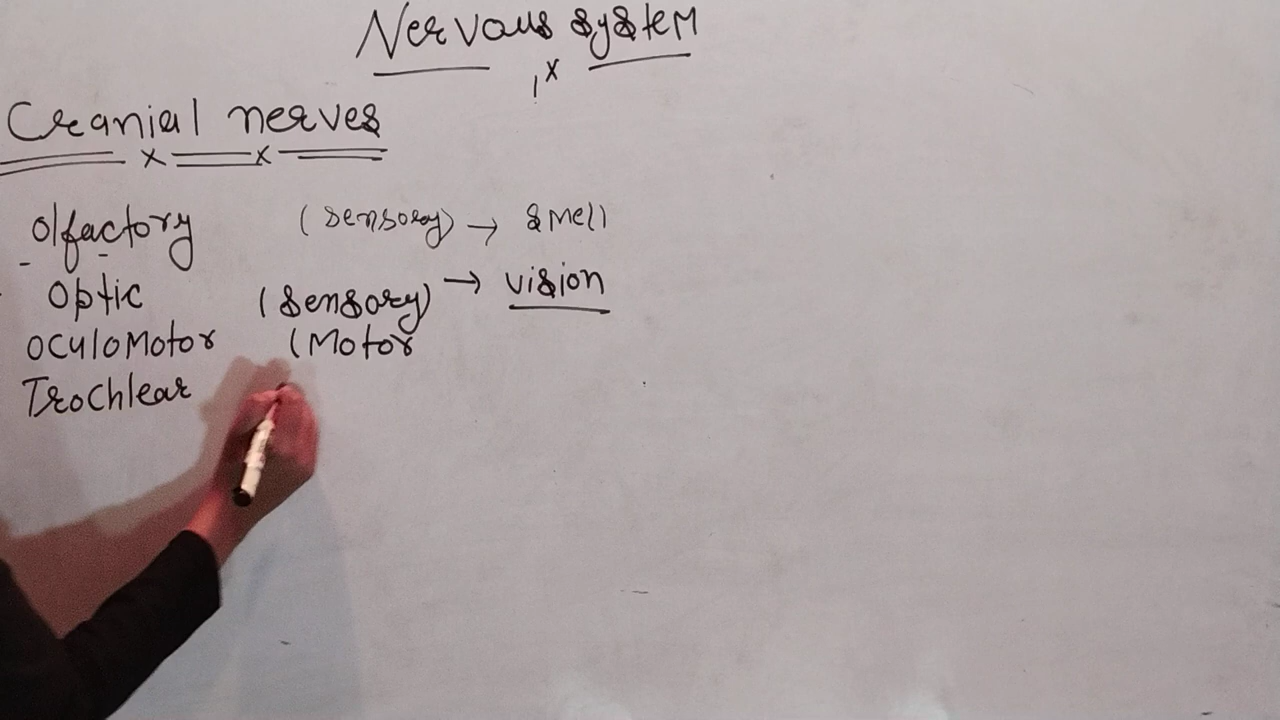 Nervous system
Cranial nerves
Olfactory (sensory) → smell
Optic (sensory) → vision
Oculomotor (Motor
Trochlear